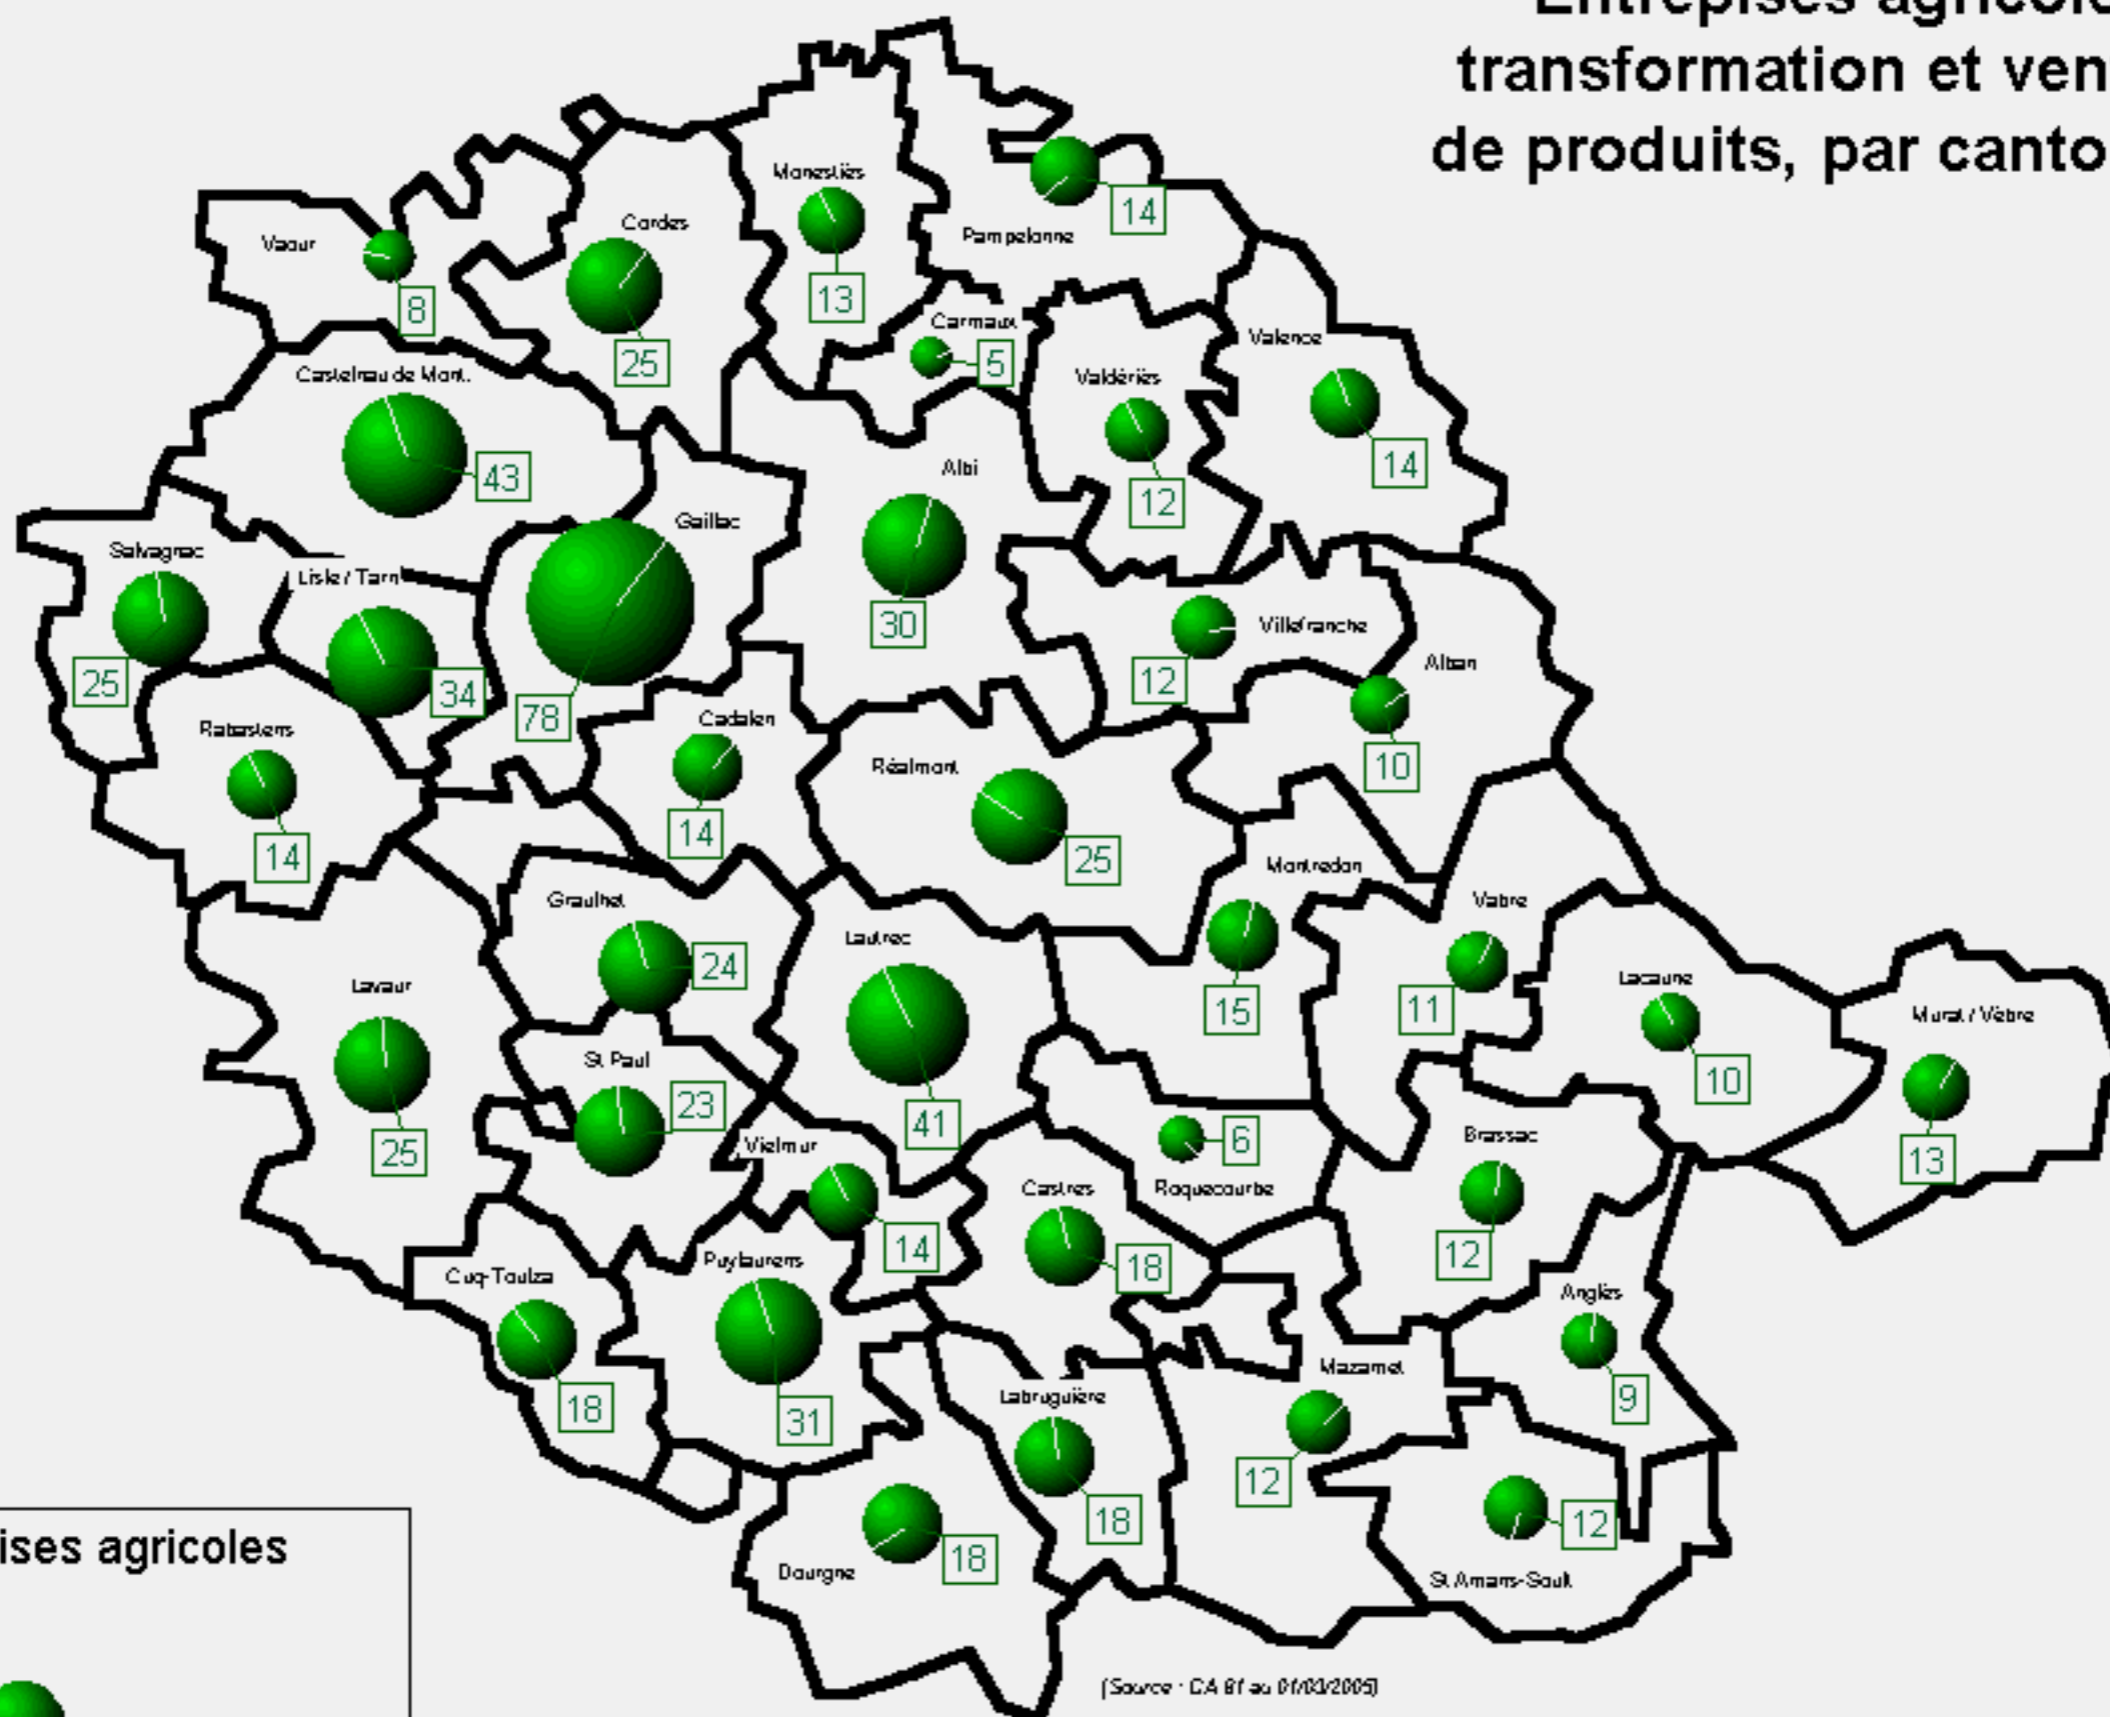 Entrepises agricole
transformation et ven
de produits, par canto
Monestiès
13
Cordes
25
Vaour
8
Pampelonne
14
Carmaux
5
Valence
14
Valdériès
12
Castelnau de Mont.
43
Albi
30
Gaillac
78
Salvagnac
25
Lisle / Tarn
34
Villefranche
12
Alban
10
Rabastens
14
Cadalen
14
Réalmont
25
Montredon
15
Graulhet
24
Vabre
11
Lautrec
41
Lavaur
25
Lacaune
10
Murat / Vèbre
13
St Paul
23
Vielmur
14
Roquecourbe
6
Brassac
12
Castres
18
Cuq-Toulza
18
Puylaurens
31
Anglès
9
Mazamet
12
Labruguière
18
Dourgne
18
St Amans-Soult
12
ises agricoles
(Source : CA 81 au 01/03/2005)